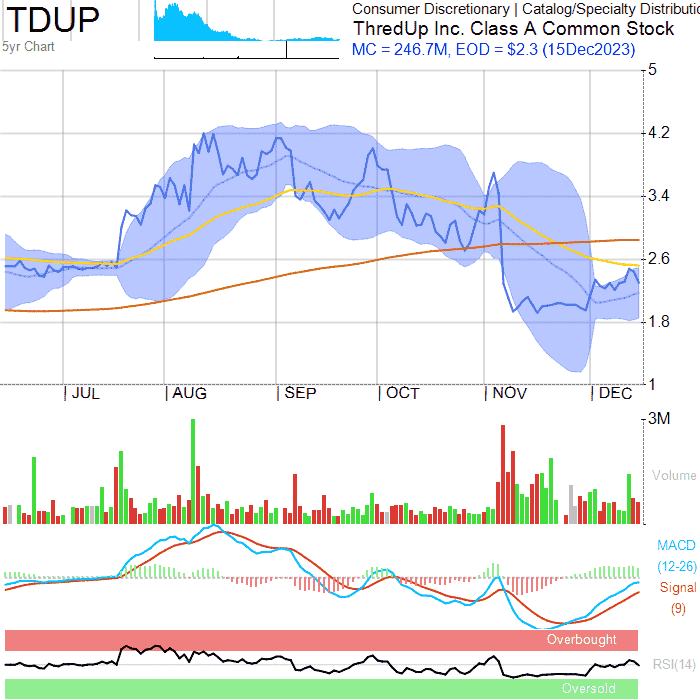 TDUP
5yr Chart
Consumer Discretionary | Catalog/Specialty Distributio
ThredUp Inc. Class A Common Stock
MC = 246.7M, EOD = $2.3 (15Dec2023)
5
4.2
3.4
2.6
1.8
1
| JUL | AUG | SEP | OCT | NOV | DEC
3M
Volume
MACD
(12-26)
Signal
(9)
Overbought
RSI(14)
Oversold